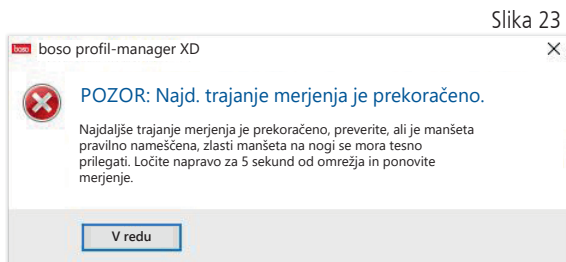 Slika 23
boso boso profil-manager XD
POZOR: Najd. trajanje merjenja je prekoračeno.
Najdaljše trajanje merjenja je prekoračeno, preverite, ali je manšeta
pravilno nameščena, zlasti manšeta na nogi se mora tesno
prilegati. Ločite napravo za 5 sekund od omrežja in ponovite
merjenje.
V redu